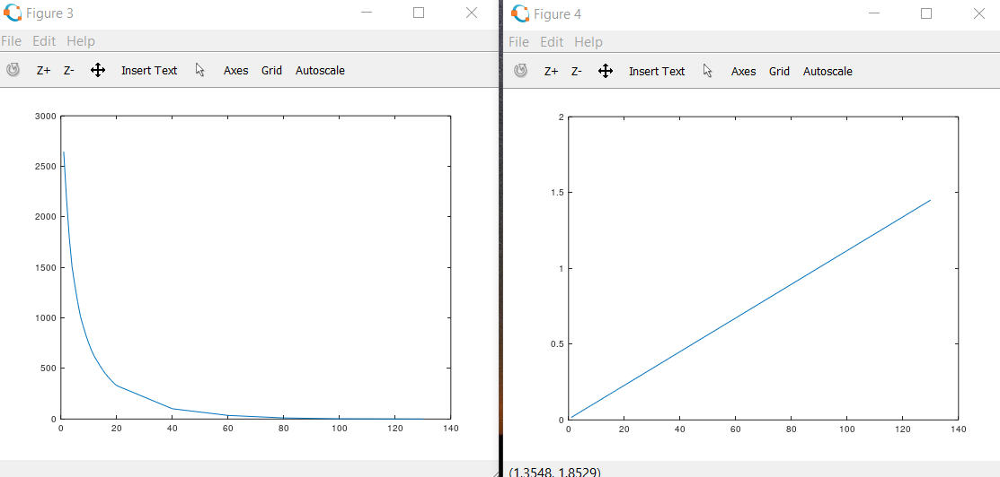 Figure 3
File Edit Help
Z+ Z- Insert Text Axes Grid Autoscale
3000
2500
2000
1500
1000
500
0
0 20 40 60 80 100 120 140
Figure 4
File Edit Help
Z+ Z- Insert Text Axes Grid Autoscale
2
1.5
1
0.5
0
0 20 40 60 80 100 120 140
(1.3548, 1.8529)